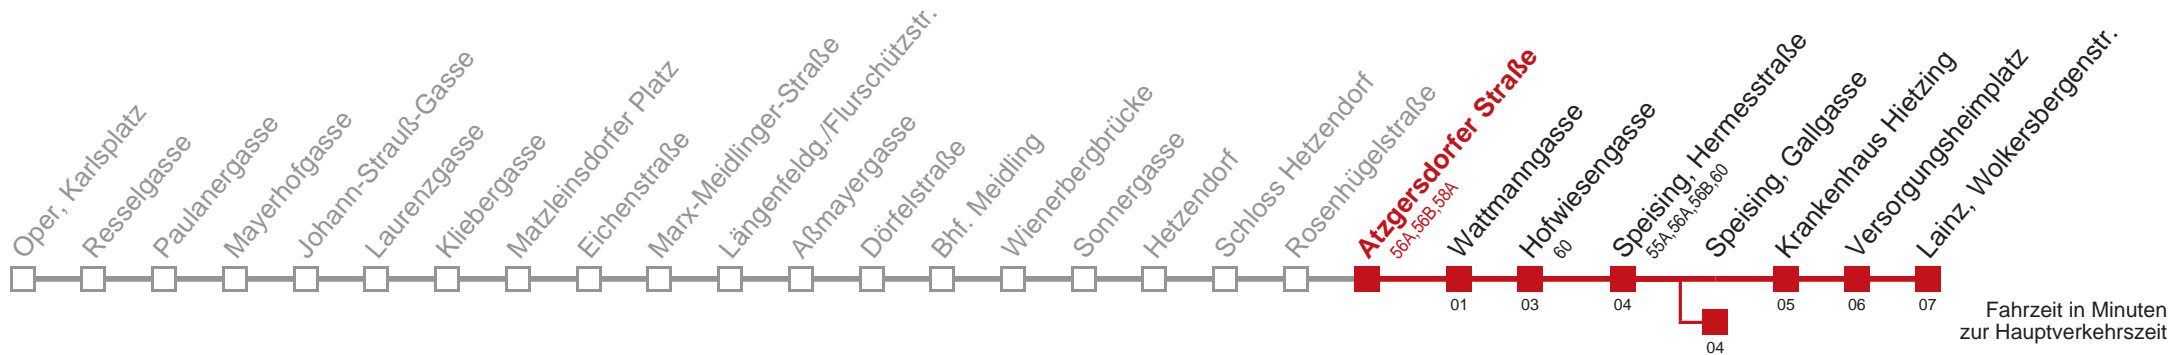 Oper, Karlsplatz
Resselgasse
Paulanergasse
Mayerhofgasse
Johann-Strauß-Gasse
Laurenzgasse
Kliebergasse
Matzleinsdorfer Platz
Eichenstraße
Marx-Meidlinger-Straße
Längenfeldg./Flurschützstr.
Aßmayergasse
Dörfelstraße
Bhf. Meidling
Wienerbergbrücke
Sonnergasse
Hetzendorf
Schloss Hetzendorf
Rosenhügelstraße
Atzgersdorfer Straße
56A,56B,58A
Wattmanngasse
Hofwiesengasse
60
Speising, Hermesstraße
55A,56A,56B,60
Speising, Gallgasse
Krankenhaus Hietzing
Versorgungsheimplatz
Lainz, Wolkersbergenstr.
01
03
04
04
05
06
07
Fahrzeit in Minuten
zur Hauptverkehrszeit